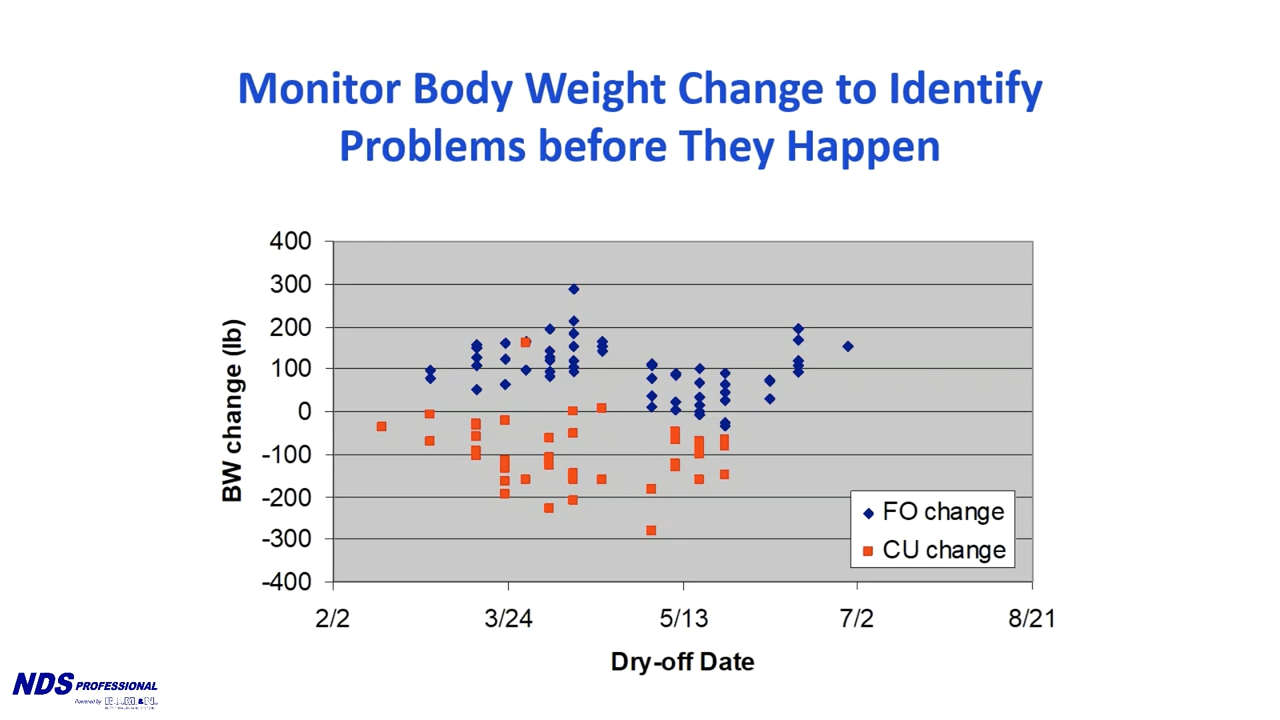 Monitor Body Weight Change to Identify
Problems before They Happen
400
300
200
100
0
-100
-200
-300
-400
BW change (lb)
FO change
CU change
2/2 3/24 5/13 7/2 8/21
Dry-off Date
NDS PROFESSIONAL
Powered by